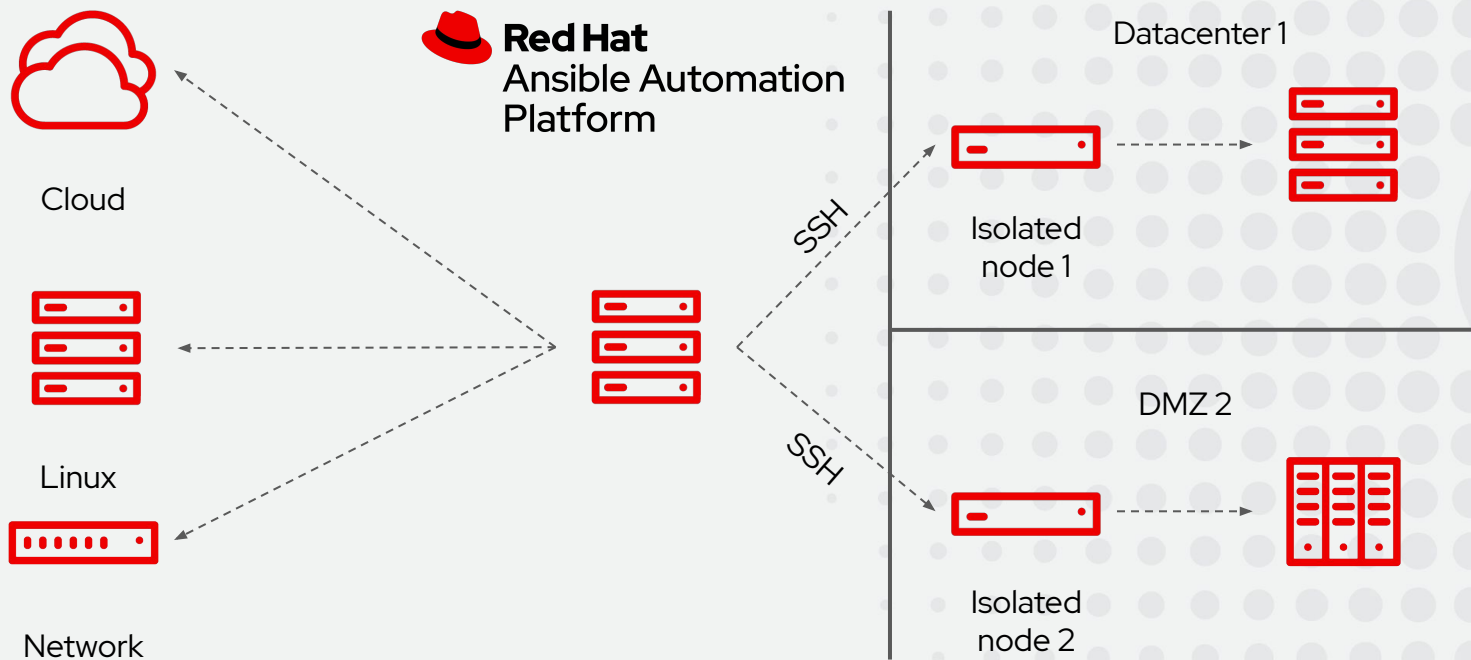 Red Hat
Ansible Automation
Platform
Cloud
Linux
Network
SSH
SSH
Datacenter 1
Isolated
node 1
DMZ 2
Isolated
node 2